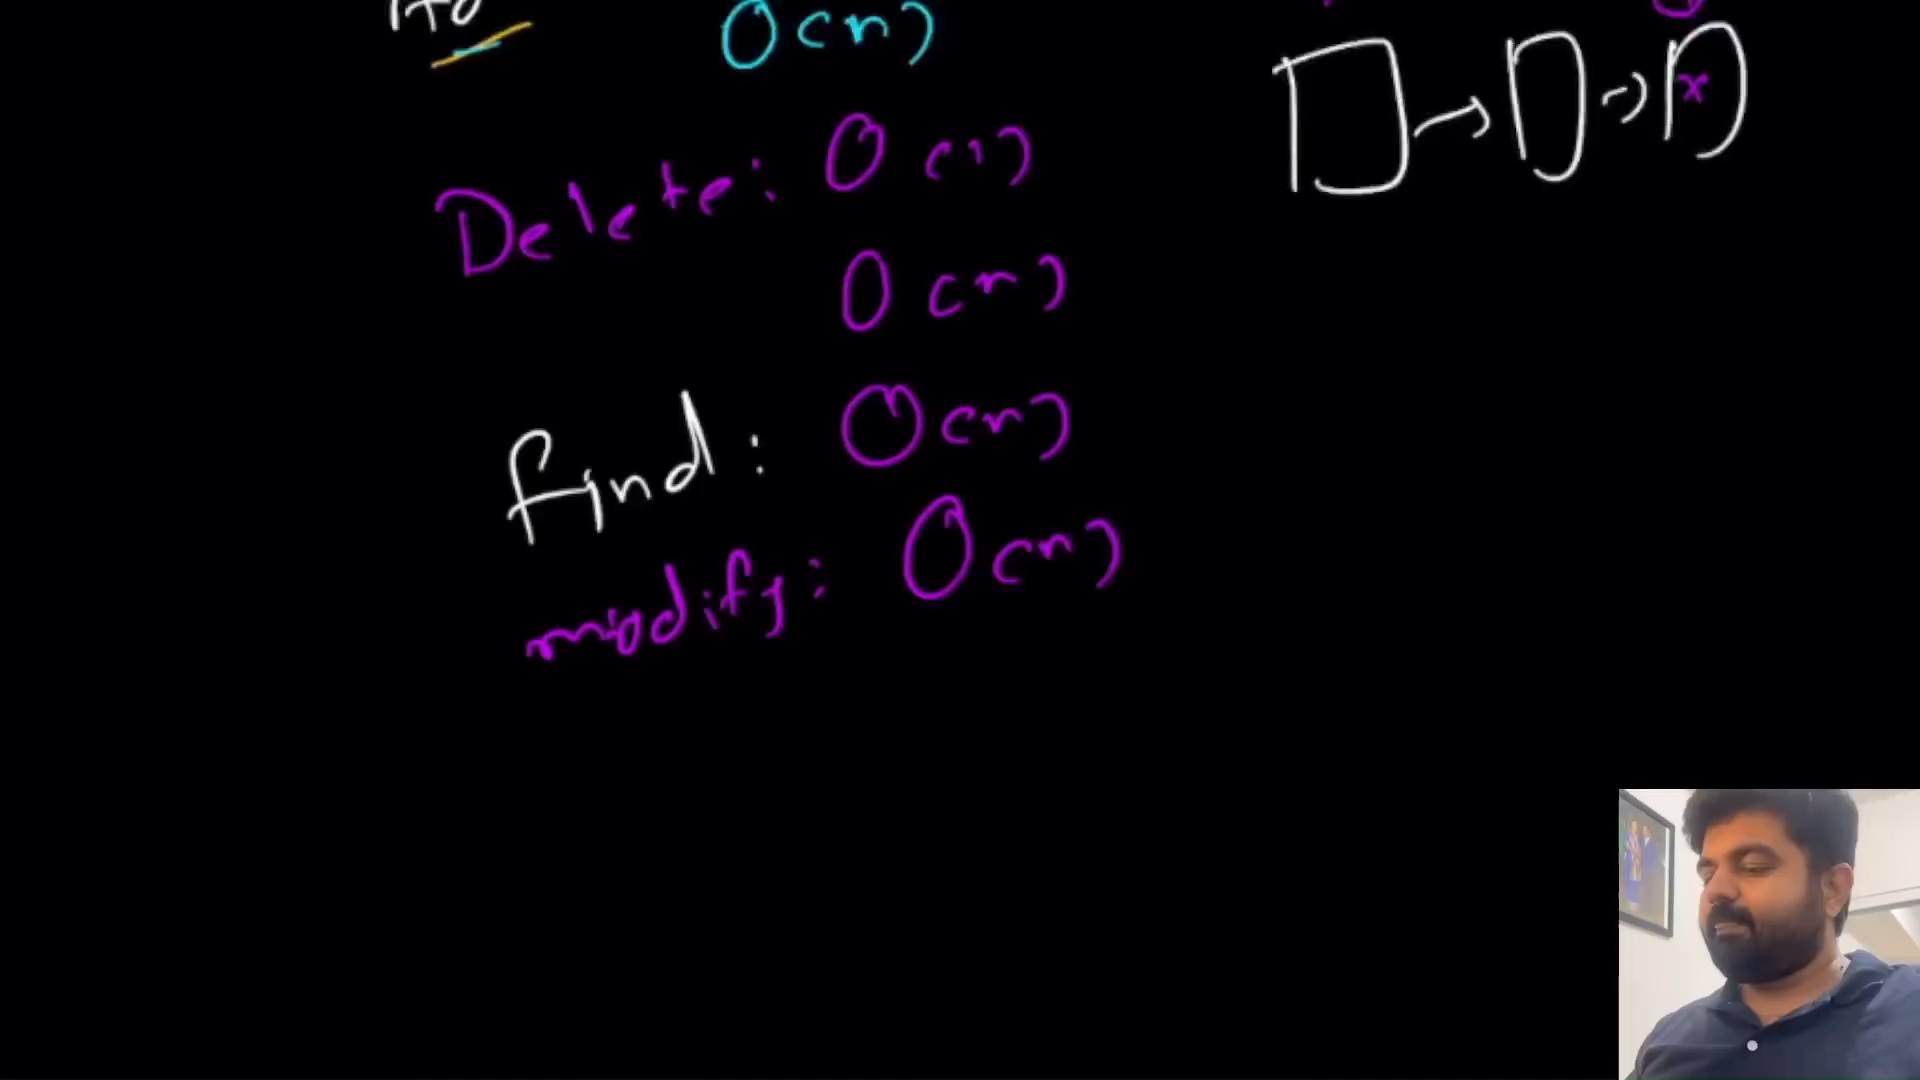 O(n)
Delete: O(1)
O(n)
find: O(n)
modify: O(n)
x